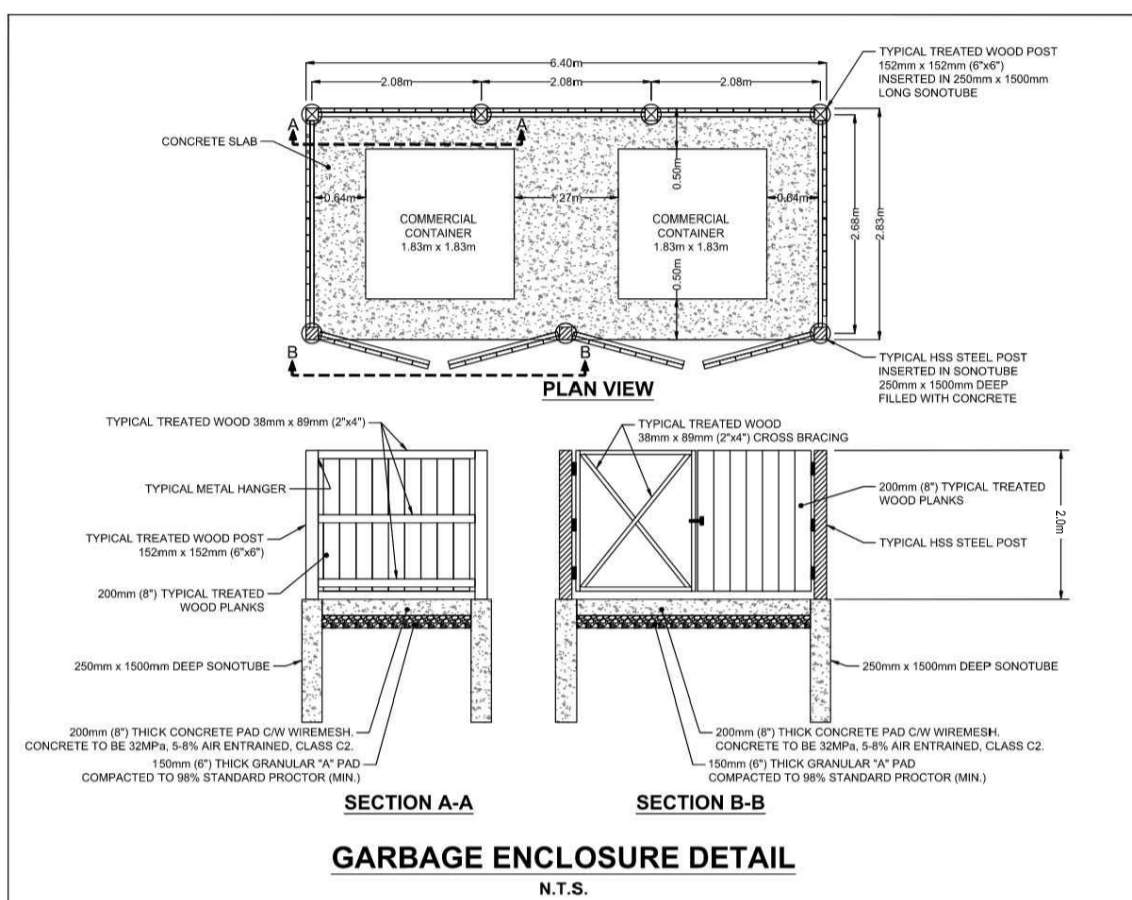 6.40m
2.08m
2.08m
2.08m
TYPICAL TREATED WOOD POST
152mm x 152mm (6"x6")
INSERTED IN 250mm x 1500mm
LONG SONOTUBE
A
A
CONCRETE SLAB
0.50m
0.64m
1.27m
0.64m
COMMERCIAL
CONTAINER
1.83m x 1.83m
COMMERCIAL
CONTAINER
1.83m x 1.83m
2.68m
2.83m
0.50m
B
B
PLAN VIEW
TYPICAL HSS STEEL POST
INSERTED IN SONOTUBE
250mm x 1500mm DEEP
FILLED WITH CONCRETE
TYPICAL TREATED WOOD 38mm x 89mm (2"x4")
TYPICAL METAL HANGER
TYPICAL TREATED WOOD POST
152mm x 152mm (6"x6")
200mm (8") TYPICAL TREATED
WOOD PLANKS
250mm x 1500mm DEEP SONOTUBE
200mm (8") THICK CONCRETE PAD C/W WIREMESH.
CONCRETE TO BE 32MPa, 5-8% AIR ENTRAINED, CLASS C2.
150mm (6") THICK GRANULAR "A" PAD
COMPACTED TO 98% STANDARD PROCTOR (MIN.)
SECTION A-A
TYPICAL TREATED WOOD
38mm x 89mm (2"x4") CROSS BRACING
200mm (8") TYPICAL TREATED
WOOD PLANKS
2.0m
TYPICAL HSS STEEL POST
250mm x 1500mm DEEP SONOTUBE
200mm (8") THICK CONCRETE PAD C/W WIREMESH.
CONCRETE TO BE 32MPa, 5-8% AIR ENTRAINED, CLASS C2.
150mm (6") THICK GRANULAR "A" PAD
COMPACTED TO 98% STANDARD PROCTOR (MIN.)
SECTION B-B
GARBAGE ENCLOSURE DETAIL
N.T.S.